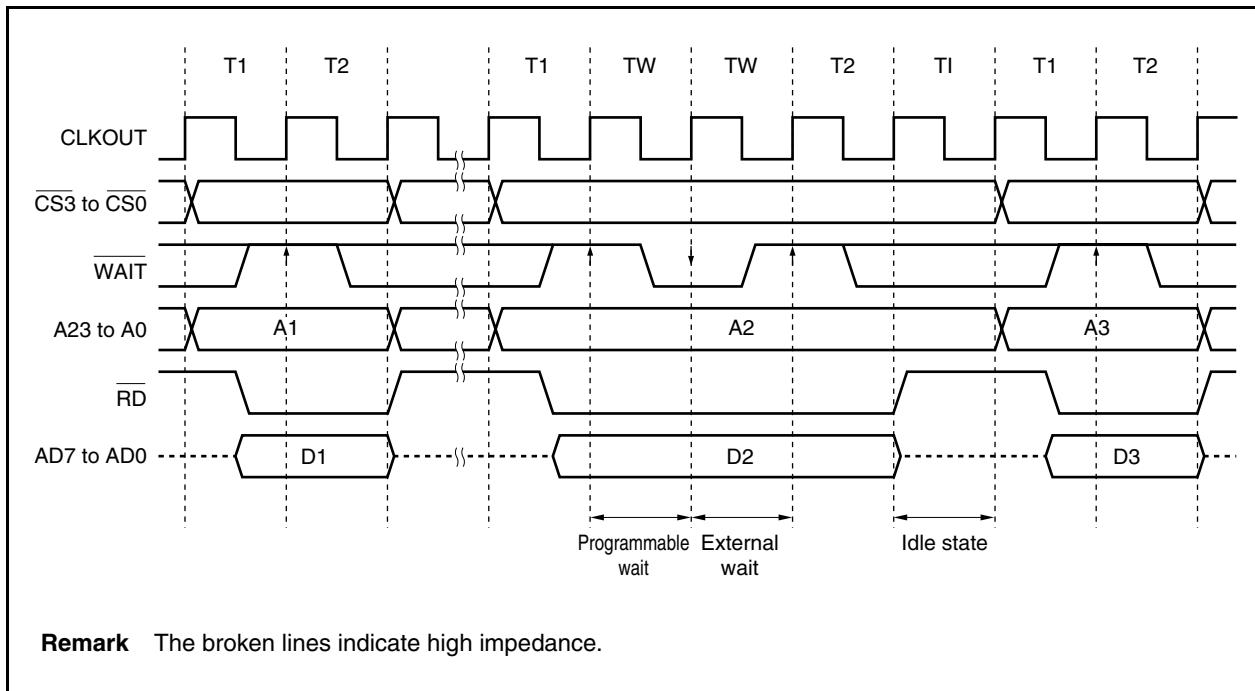 T1 T2 T1 TW TW T2 TI T1 T2
CLKOUT
CS3 to CS0
WAIT
A23 to A0 A1 A2 A3
RD
AD7 to AD0 D1 D2 D3
Programmable wait
External wait
Idle state
Remark The broken lines indicate high impedance.